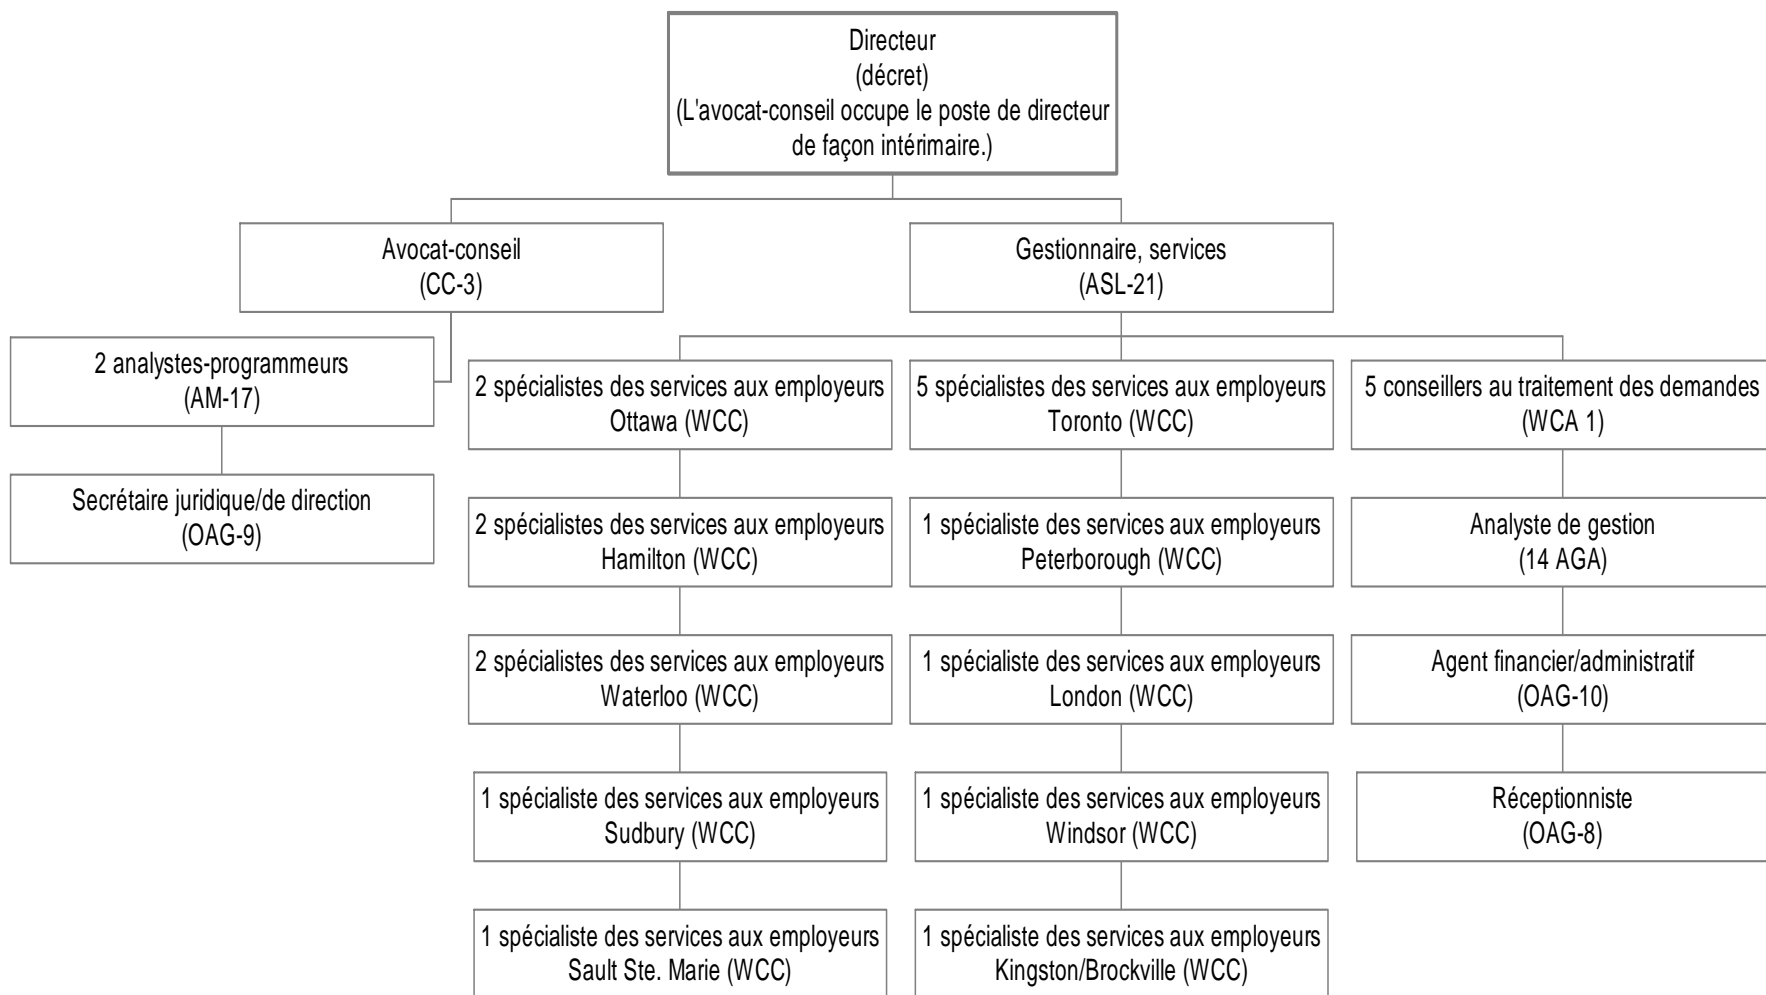 Directeur
(décret)
(L'avocat-conseil occupe le poste de directeur
de façon intérimaire.)
Avocat-conseil
(CC-3)
Gestionnaire, services
(ASL-21)
2 analystes-programmeurs
(AM-17)
Secrétaire juridique/de direction
(OAG-9)
2 spécialistes des services aux employeurs
Ottawa (WCC)
2 spécialistes des services aux employeurs
Hamilton (WCC)
2 spécialistes des services aux employeurs
Waterloo (WCC)
1 spécialiste des services aux employeurs
Sudbury (WCC)
1 spécialiste des services aux employeurs
Sault Ste. Marie (WCC)
5 spécialistes des services aux employeurs
Toronto (WCC)
1 spécialiste des services aux employeurs
Peterborough (WCC)
1 spécialiste des services aux employeurs
London (WCC)
1 spécialiste des services aux employeurs
Windsor (WCC)
1 spécialiste des services aux employeurs
Kingston/Brockville (WCC)
5 conseillers au traitement des demandes
(WCA 1)
Analyste de gestion
(14 AGA)
Agent financier/administratif
(OAG-10)
Réceptionniste
(OAG-8)